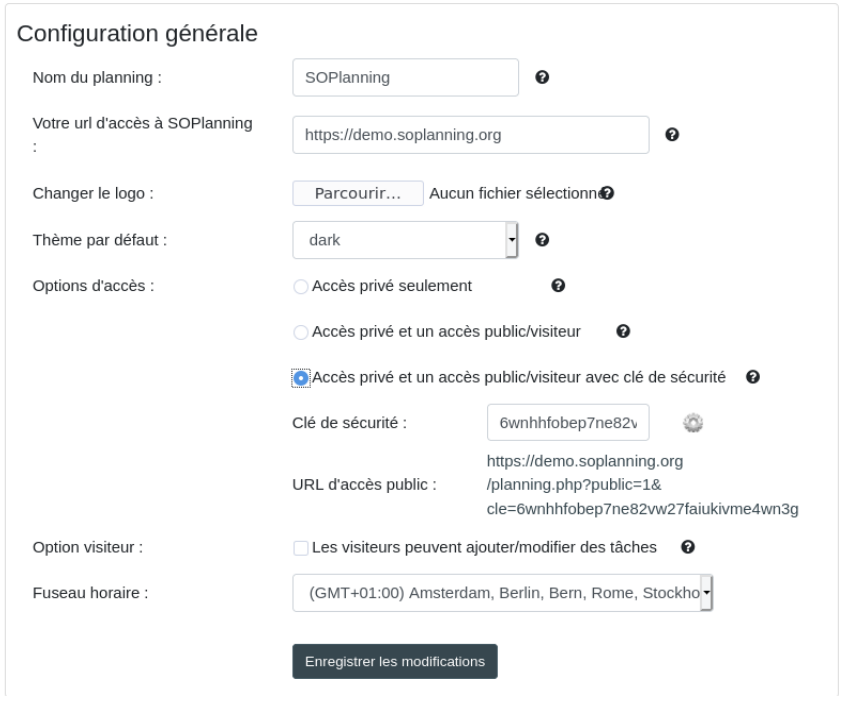 Configuration générale
Nom du planning : SOPlanning
Votre url d'accès à SOPlanning
: https://demo.soplanning.org
Changer le logo : Parcourir... Aucun fichier sélectionné
Thème par défaut : dark
Options d'accès : Accès privé seulement
Accès privé et un accès public/visiteur
Accès privé et un accès public/visiteur avec clé de sécurité
Clé de sécurité : 6wnhhfobep7ne82v
https://demo.soplanning.org
URL d'accès public : /planning.php?public=1&
cle=6wnhhfobep7ne82vw27faiukivme4wn3g
Option visiteur : Les visiteurs peuvent ajouter/modifier des tâches
Fuseau horaire : (GMT+01:00) Amsterdam, Berlin, Bern, Rome, Stockho
Enregistrer les modifications